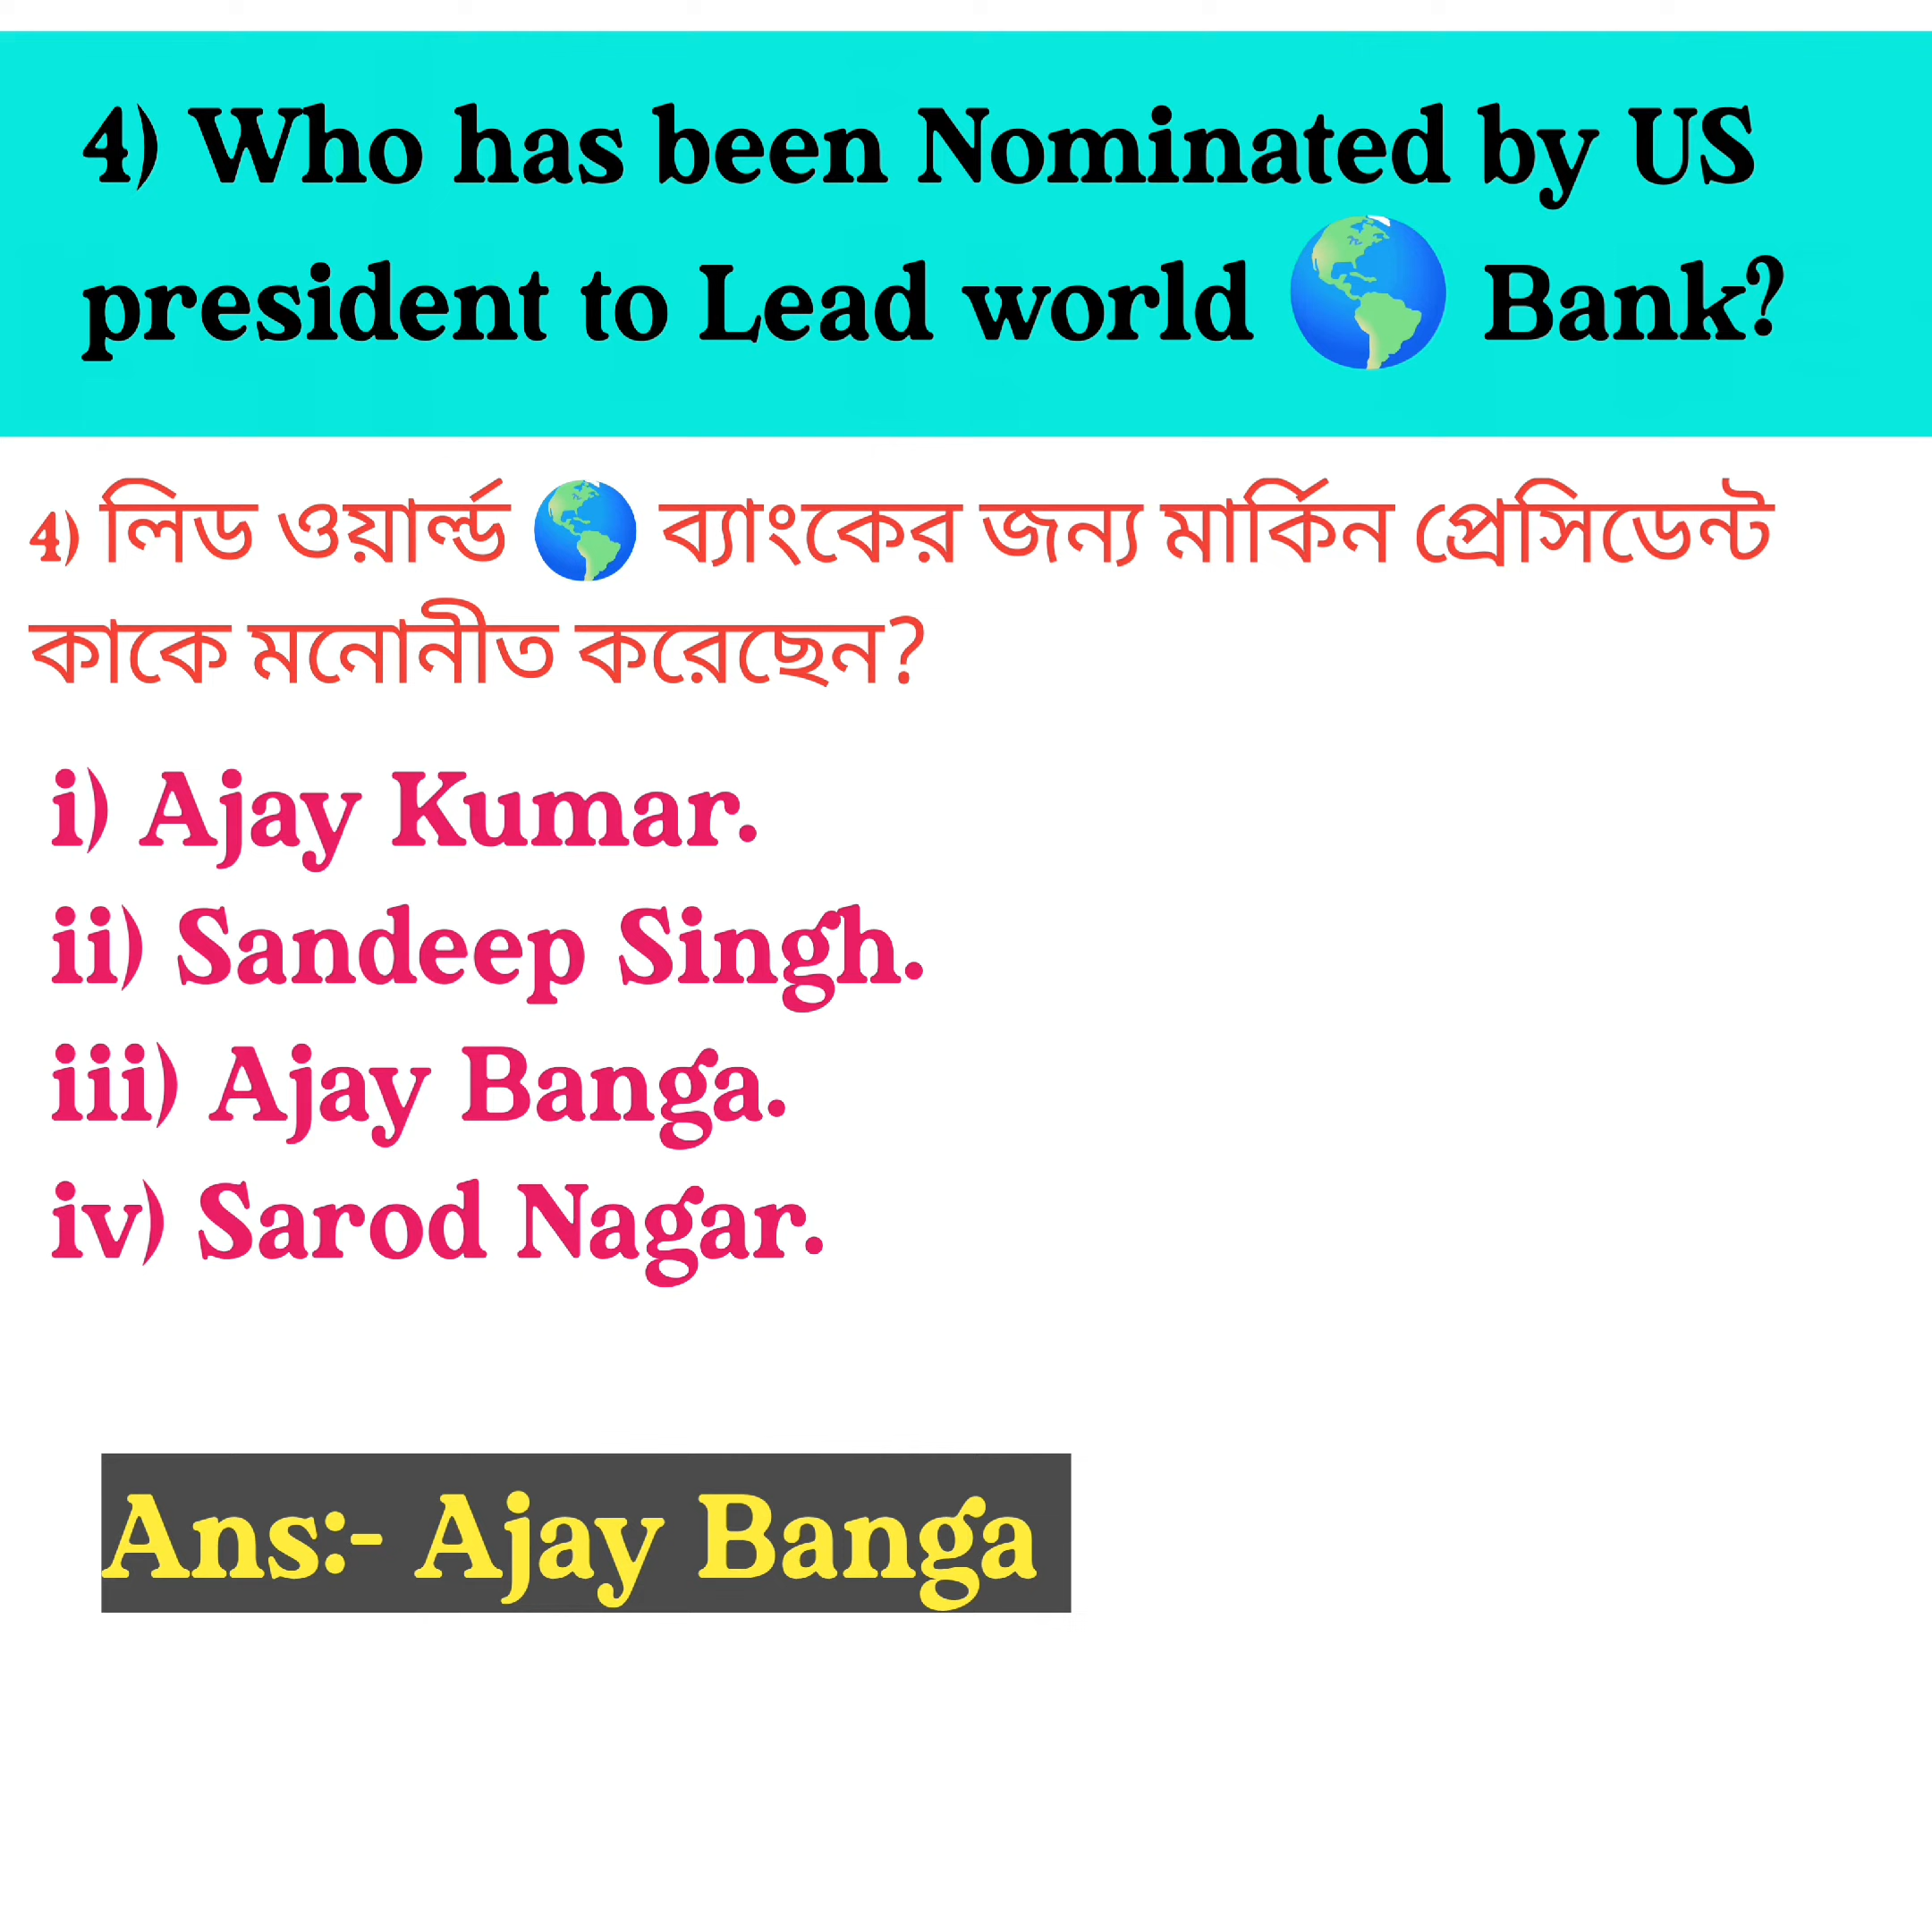 4) Who has been Nominated by US
president to Lead world 🌎 Bank?
4) লিড ওয়ার্ল্ড 🌎 ব্যাংকের জন্য মার্কিন প্রেসিডেন্ট
কাকে মনোনীত করেছেন?
i) Ajay Kumar.
ii) Sandeep Singh.
iii) Ajay Banga.
iv) Sarod Nagar.
Ans:- Ajay Banga